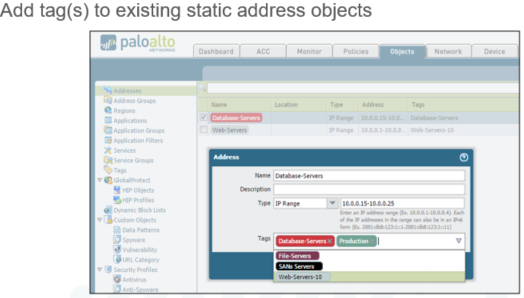 Add tag(s) to existing static address objects
paloalto
NETWORKS
Dashboard ACC Monitor Policies Objects Network Device
Addresses
Address Groups
Regions
Applications
Application Groups
Application Filters
Services
Service Groups
Tags
GlobalProtect
HIP Objects
HIP Profiles
Dynamic Block Lists
Custom Objects
Data Patterns
Spyware
Vulnerability
URL Category
Security Profiles
Antivirus
Anti-Spyware
Name Location Type Address Tags
Database-Servers IP Range 10.0.0.15-10.0... Database-Servers
Web-Servers IP Range 10.0.0.1-10.0.0... Web-Servers-10
Address
Name Database-Servers
Description
Type IP Range 10.0.0.15-10.0.0.25
Enter an IP address range (Ex. 10.0.0.1-10.0.0.4). Each
of the IP addresses in the range can also be in an IPv6
form (Ex. 2001:db8:123:1::1-2001:db8:123:1::11)
Tags Database-Servers X Production
File-Servers
SANs Servers
Web-Servers-10